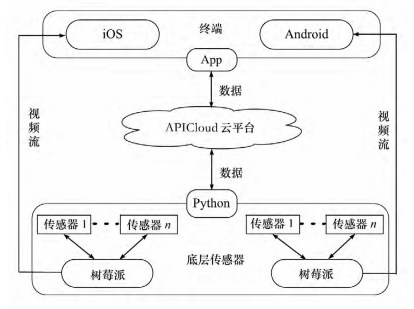 iOS
终端
Android
App
数据
视频流
视频流
APICloud 云平台
数据
Python
传感器 1
传感器 n
传感器 1
传感器 n
底层传感器
树莓派
树莓派